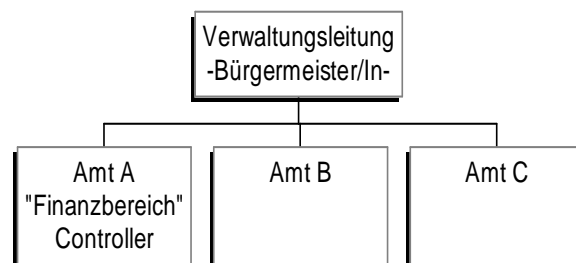 Verwaltungsleitung
-Bürgermeister/In-
Amt A
"Finanzbereich"
Controller
Amt B
Amt C